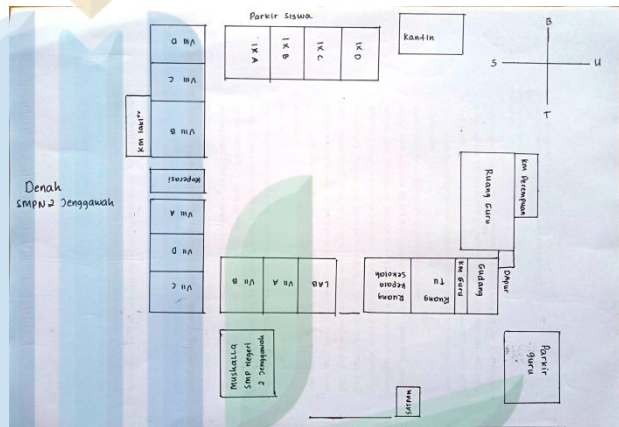 Parkir Siswa
B
S
U
T
Kantin
IX A
IX B
IX C
IX D
VIII D
VIII C
VIII B
KM laki²
Koperasi
VIII A
VII D
VII C
Denah
SMPN 2 Jenggawah
Ruang Guru
KM Perempuan
Dapur
VII B
VII A
LAB
Ruang
kepala
sekolah
Ruang
TU
KM Guru
Gudang
Mushalla
SMP Negeri
2 Jenggawah
SATPAM
Parkir
guru